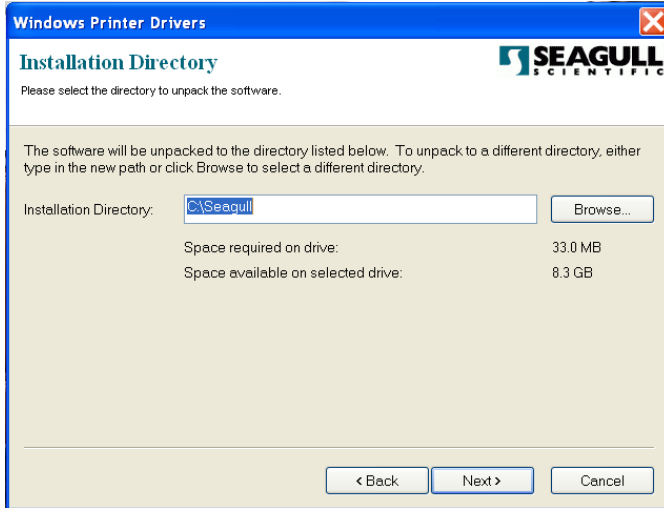 Windows Printer Drivers
Installation Directory
SEAGULL
SCIENTIFIC
Please select the directory to unpack the software.
The software will be unpacked to the directory listed below. To unpack to a different directory, either
type in the new path or click Browse to select a different directory.
Installation Directory: C:\Seagull Browse...
Space required on drive: 33.0 MB
Space available on selected drive: 8.3 GB
< Back Next > Cancel